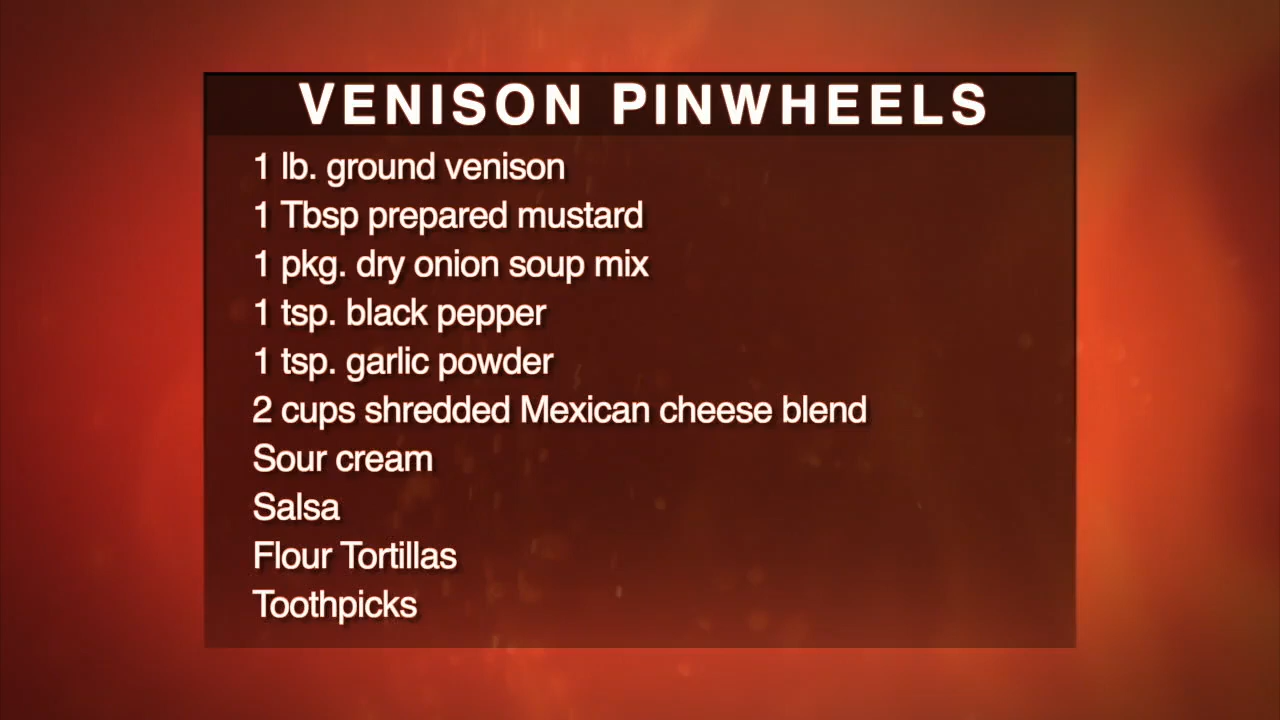 VENISON PINWHEELS
1 lb. ground venison
1 Tbsp prepared mustard
1 pkg. dry onion soup mix
1 tsp. black pepper
1 tsp. garlic powder
2 cups shredded Mexican cheese blend
Sour cream
Salsa
Flour Tortillas
Toothpicks